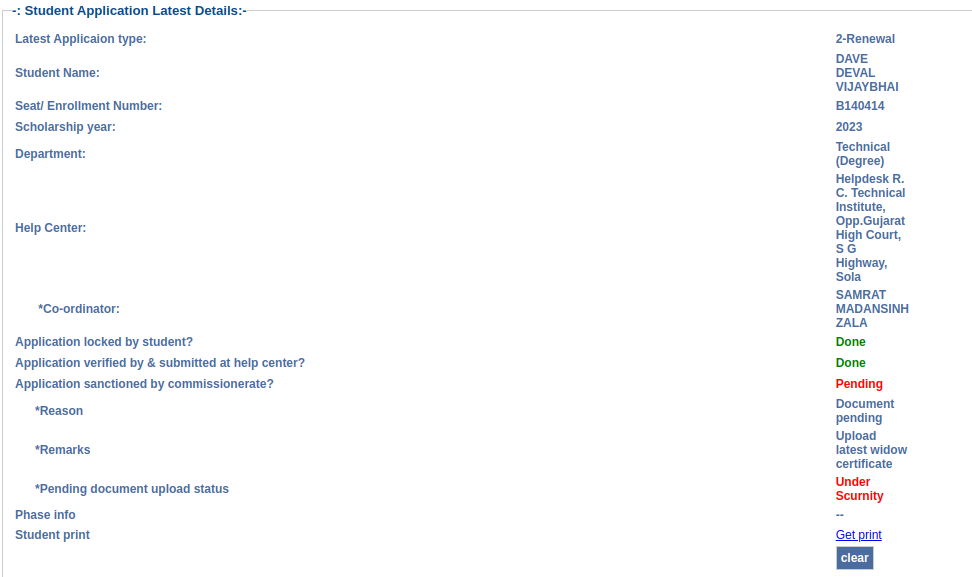 -: Student Application Latest Details:-
Latest Applicaion type:
2-Renewal
Student Name:
DAVE
DEVAL
VIJAYBHAI
Seat/ Enrollment Number:
B140414
Scholarship year:
2023
Department:
Technical
(Degree)
Help Center:
Helpdesk R.
C. Technical
Institute,
Opp.Gujarat
High Court,
S G
Highway,
Sola
*Co-ordinator:
SAMRAT
MADANSINH
ZALA
Application locked by student?
Done
Application verified by & submitted at help center?
Done
Application sanctioned by commissionerate?
Pending
*Reason
Document
pending
*Remarks
Upload
latest widow
certificate
*Pending document upload status
Under
Scurnity
Phase info
--
Student print
Get print
clear